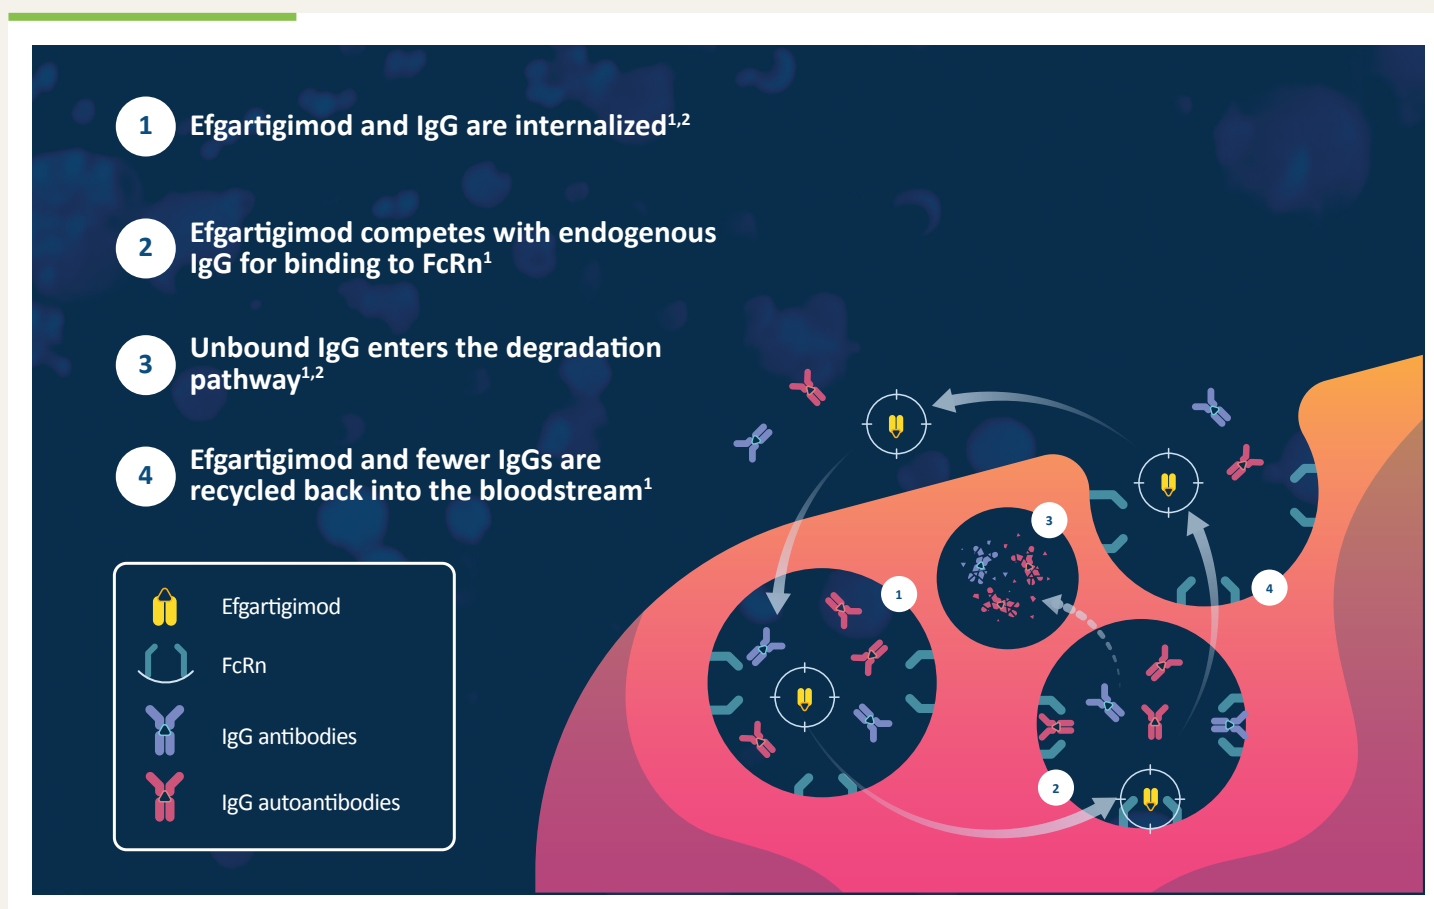 1
Efgartigimod and IgG are internalized1,2
2
Efgartigimod competes with endogenous
IgG for binding to FcRn1
3
Unbound IgG enters the degradation
pathway1,2
4
Efgartigimod and fewer IgGs are
recycled back into the bloodstream1
Efgartigimod
FcRn
IgG antibodies
IgG autoantibodies
3
1
4
2